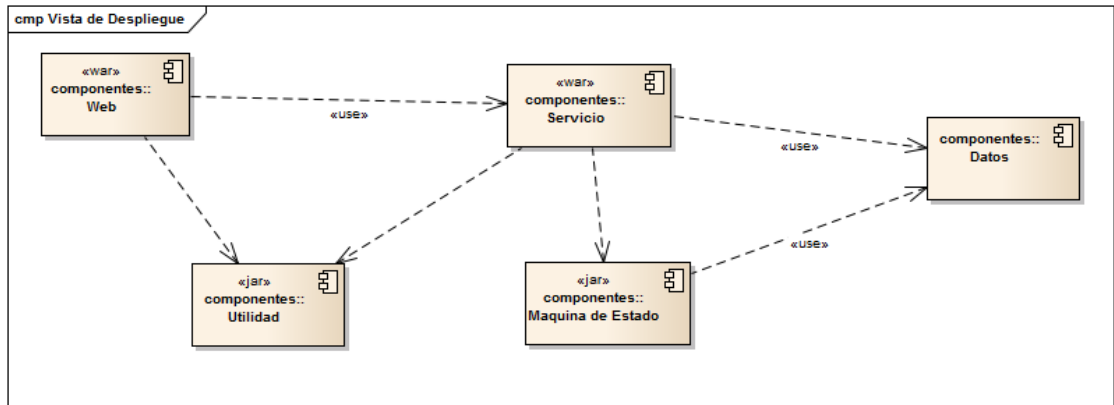 cmp Vista de Despliegue
«war»
componentes::
Web
«use»
«war»
componentes::
Servicio
«use»
componentes::
Datos
«use»
«jar»
componentes::
Utilidad
«jar»
componentes::
Maquina de Estado